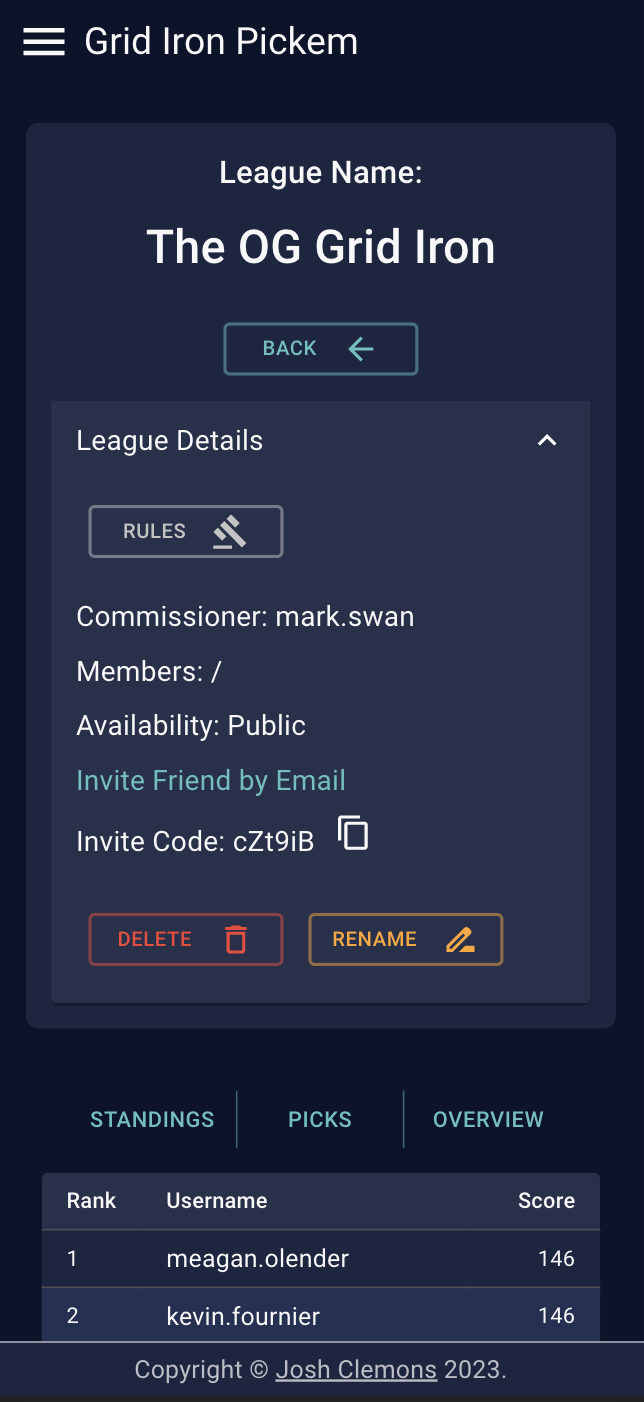 Grid Iron Pickem
League Name:
The OG Grid Iron
BACK
League Details
RULES
Commissioner: mark.swan
Members: /
Availability: Public
Invite Friend by Email
Invite Code: cZt9iB
DELETE RENAME
STANDINGS PICKS OVERVIEW
Rank Username Score
1 meagan.olender 146
2 kevin.fournier 146
Copyright © Josh Clemons 2023.